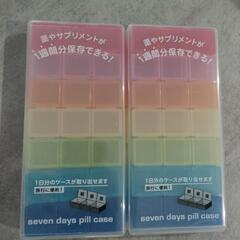 薬やサプリメントが
1週間分保存できる!
1日分のケースが取り出せます
旅行に便利!
seven days pill case
薬やサプリメントが
1週間分保存できる!
1日分のケースが取り出せます
旅行に便利!
seven days pill case